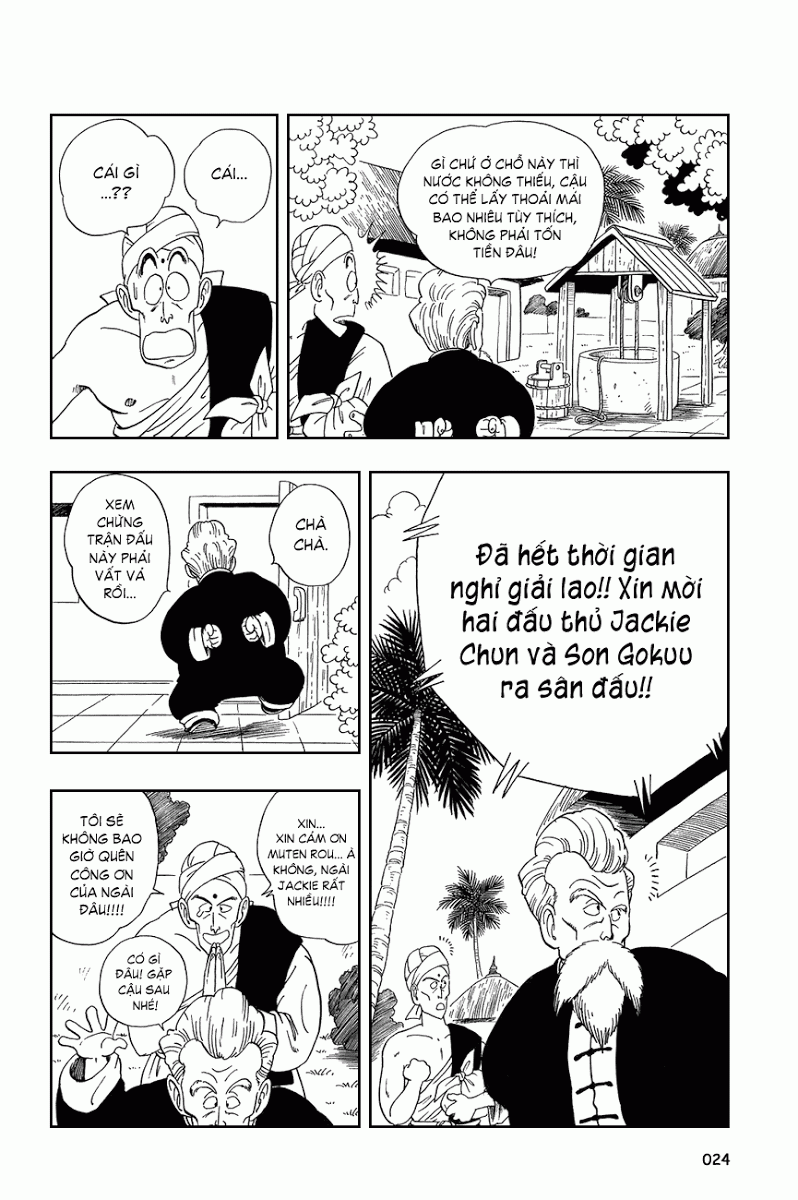 GÌ CHỨ Ở CHỖ NÀY THÌ
NƯỚC KHÔNG THIẾU, CẬU
CÓ THỂ LẤY THOẢI MÁI
BAO NHIÊU TÙY THÍCH,
KHÔNG PHẢI TỐN
TIỀN ĐÂU!
CÁI...
CÁI GÌ
...??
Đã hết thời gian
nghỉ giải lao!! Xin mời
hai đấu thủ Jackie
Chun và Son Gokuu
ra sân đấu!!
CHÀ
CHÀ.
XEM
CHỪNG
TRẬN ĐẤU
NÀY PHẢI
VẤT VẢ
RỒI...
XIN...
XIN CÁM ƠN
MUTEN ROU... À
KHÔNG, NGÀI
JACKIE RẤT
NHIỀU!!!!
TÔI SẼ
KHÔNG BAO
GIỜ QUÊN
CÔNG ƠN
CỦA NGÀI
ĐÂU!!!!
CÓ GÌ
ĐÂU! GẶP
CẬU SAU
NHÉ!
024